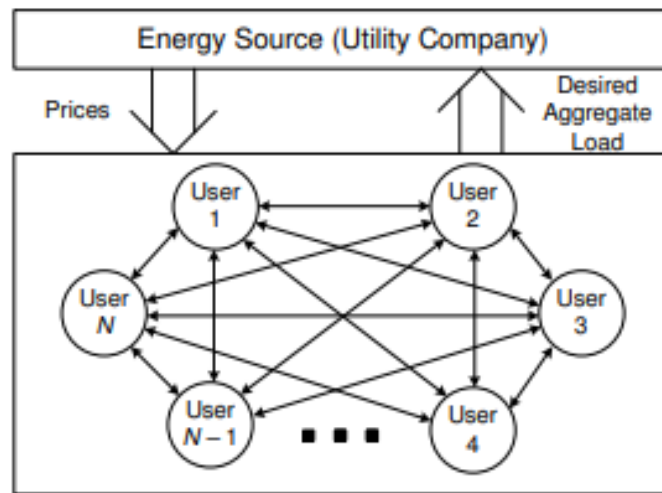 Energy Source (Utility Company)
Prices
Desired
Aggregate
Load
User
1
User
2
User
N
User
3
User
N – 1
User
4